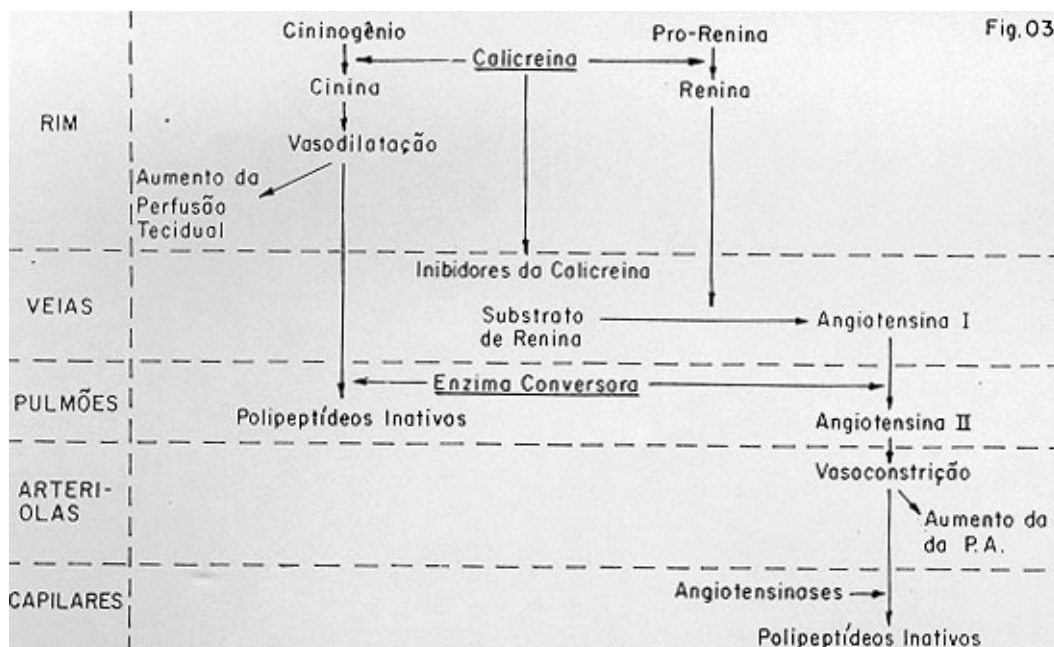 Fig. 03
Cininogênio
Pro-Renina
Calicreina
Cinina
Renina
RIM
Vasodilatação
Aumento da
Perfusão
Tecidual
Inibidores da Calicreina
VEIAS
Substrato
de Renina
Angiotensina I
Enzima Conversora
PULMÕES
Polipeptídeos Inativos
Angiotensina II
Vasoconstrição
ARTERI-
OLAS
Aumento da
da P.A.
Angiotensinases
CAPILARES
Polipeptídeos Inativos